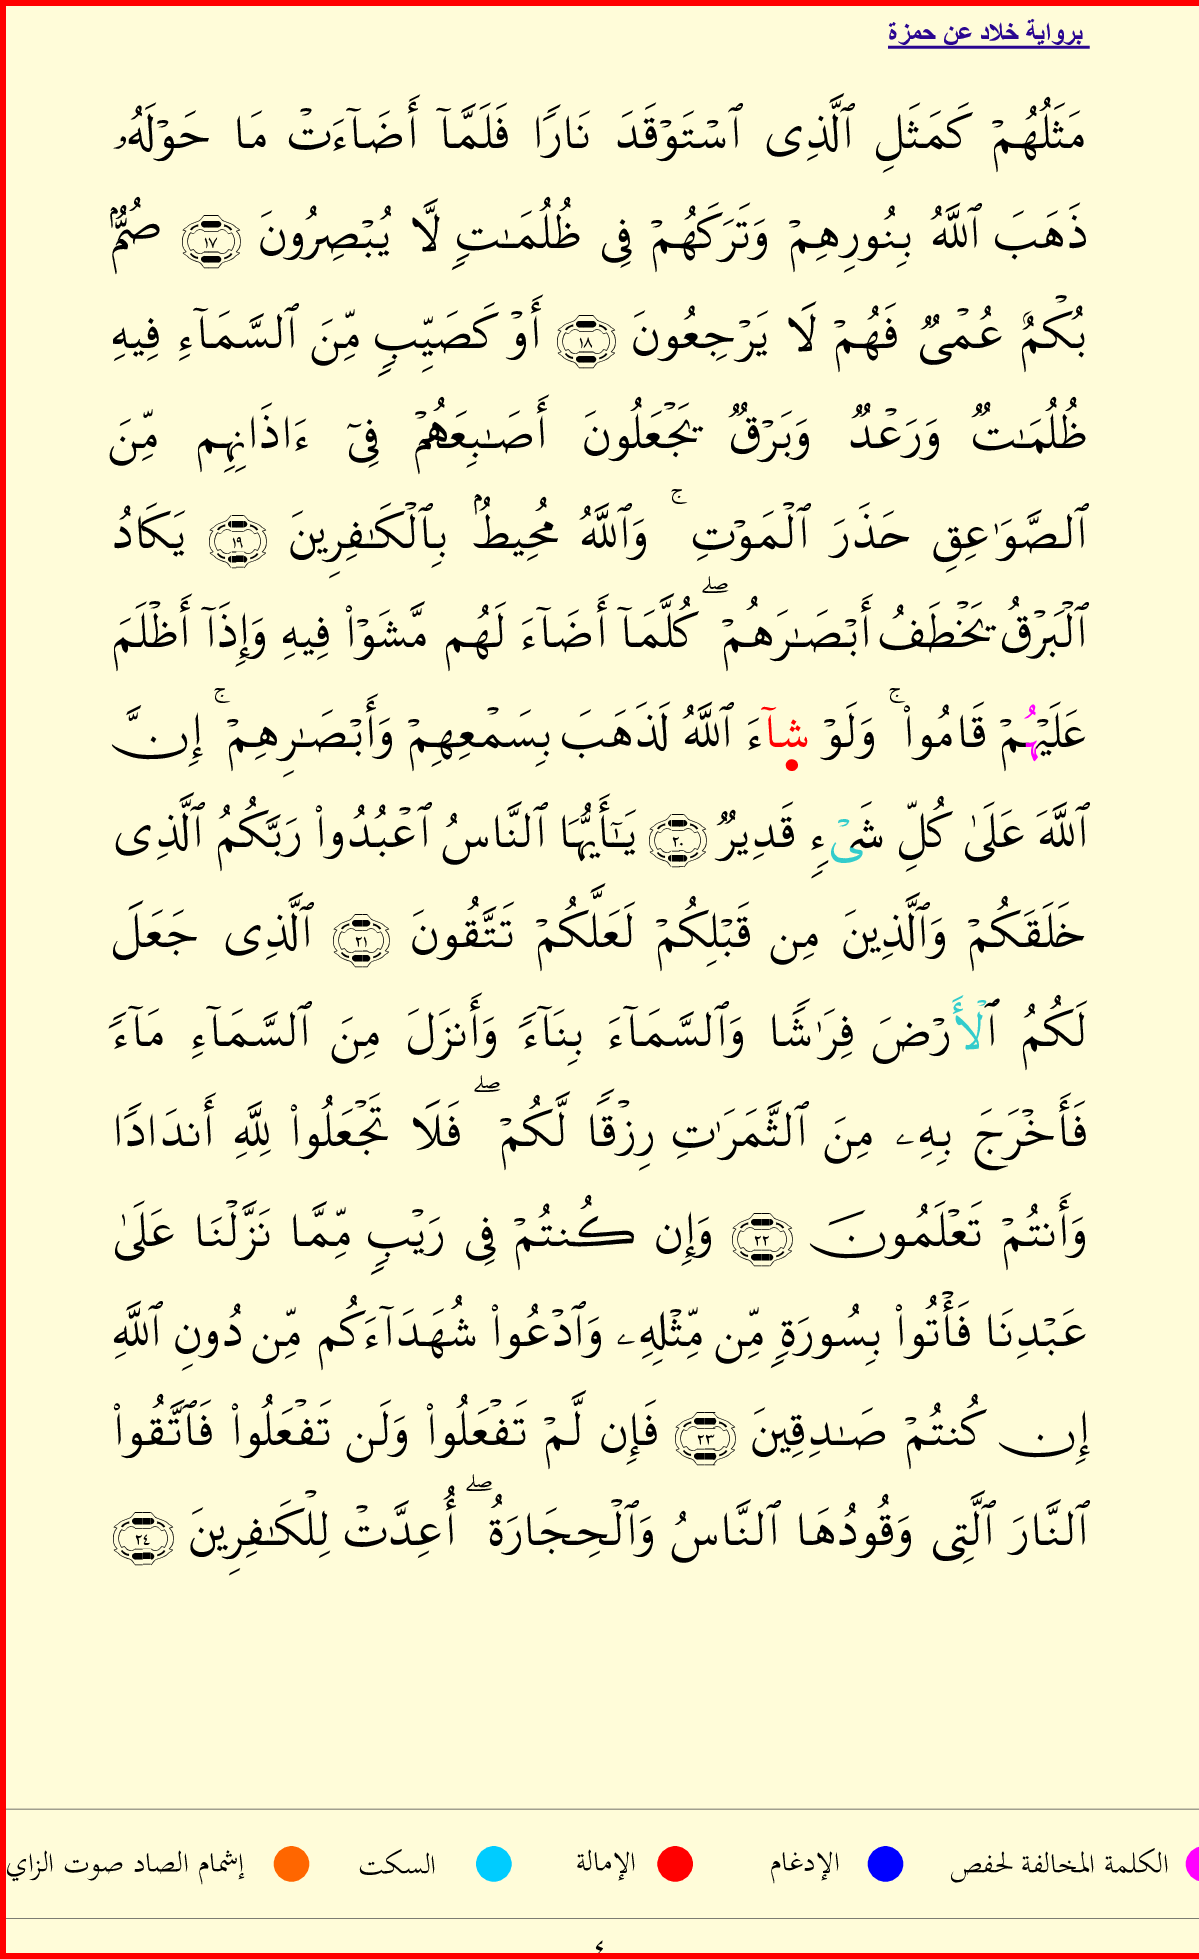 برواية خلاد عن حمزة
مَثَلُهُمۡ كَمَثَلِ ٱلَّذِى ٱسۡتَوۡقَدَ نَارًا فَلَمَّآ أَضَآءَتۡ مَا حَوۡلَهُۥ
ذَهَبَ ٱللَّهُ بِنُورِهِمۡ وَتَرَكَهُمۡ فِى ظُلُمَـٰتٍ لَّا يُبۡصِرُونَ ١٧ صُمُّۢ
بُكۡمٌ عُمۡىٌ فَهُمۡ لَا يَرۡجِعُونَ ١٨ أَوۡ كَصَيِّبٍ مِّنَ ٱلسَّمَآءِ فِيهِ
ظُلُمَـٰتٌ وَرَعۡدٌ وَبَرۡقٌ يَجۡعَلُونَ أَصَـٰبِعَهُمۡ فِىٓ ءَاذَانِهِم مِّنَ
ٱلصَّوَٰعِقِ حَذَرَ ٱلۡمَوۡتِۚ وَٱللَّهُ مُحِيطُۢ بِٱلۡكَـٰفِرِينَ ١٩ يَكَادُ
ٱلۡبَرۡقُ يَخۡطَفُ أَبۡصَـٰرَهُمۡۖ كُلَّمَآ أَضَآءَ لَهُم مَّشَوۡا۟ فِيهِ وَإِذَآ أَظۡلَمَ
عَلَيۡهُمۡ قَامُوا۟ۚ وَلَوۡ شَآءَ ٱللَّهُ لَذَهَبَ بِسَمۡعِهِمۡ وَأَبۡصَـٰرِهِمۡۚ إِنَّ
ٱللَّهَ عَلَىٰ كُلِّ شَىۡءٍ قَدِيرٌ ٢٠ يَـٰٓأَيُّهَا ٱلنَّاسُ ٱعۡبُدُوا۟ رَبَّكُمُ ٱلَّذِى
خَلَقَكُمۡ وَٱلَّذِينَ مِن قَبۡلِكُمۡ لَعَلَّكُمۡ تَتَّقُونَ ٢١ ٱلَّذِى جَعَلَ
لَكُمُ ٱلۡأَرۡضَ فِرَٰشًا وَٱلسَّمَآءَ بِنَآءً وَأَنزَلَ مِنَ ٱلسَّمَآءِ مَآءً
فَأَخۡرَجَ بِهِۦ مِنَ ٱلثَّمَرَٰتِ رِزۡقًا لَّكُمۡۖ فَلَا تَجۡعَلُوا۟ لِلَّهِ أَندَادًا
وَأَنتُمۡ تَعۡلَمُونَ ٢٢ وَإِن كُنتُمۡ فِى رَيۡبٍ مِّمَّا نَزَّلۡنَا عَلَىٰ
عَبۡدِنَا فَأۡتُوا۟ بِسُورَةٍ مِّن مِّثۡلِهِۦ وَٱدۡعُوا۟ شُهَدَآءَكُم مِّن دُونِ ٱللَّهِ
إِن كُنتُمۡ صَـٰدِقِينَ ٢٣ فَإِن لَّمۡ تَفۡعَلُوا۟ وَلَن تَفۡعَلُوا۟ فَٱتَّقُوا۟
ٱلنَّارَ ٱلَّتِى وَقُودُهَا ٱلنَّاسُ وَٱلۡحِجَارَةُۖ أُعِدَّتۡ لِلۡكَـٰفِرِينَ ٢٤
الكلمة المخالفة لحفص الإدغام الإمالة السكت إشمام الصاد صوت الزاي
٤